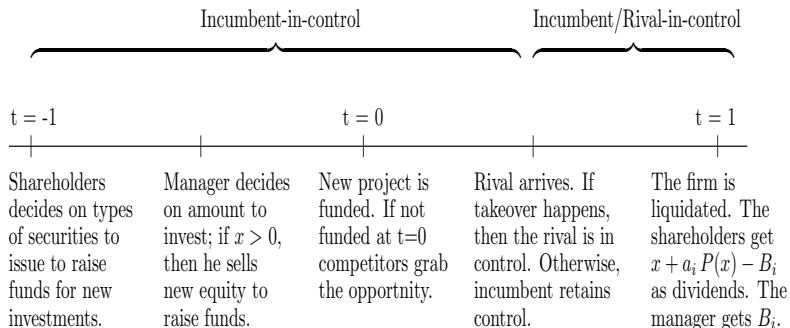 Incumbent-in-control
Incumbent/Rival-in-control
t = -1
t = 0
t = 1
Shareholders
decides on types
of securities to
issue to raise
funds for new
investments.
Manager decides
on amount to
invest; if x > 0,
then he sells
new equity to
raise funds.
New project is
funded. If not
funded at t=0
competitors grab
the opportnity.
Rival arrives. If
takeover happens,
then the rival is in
control. Otherwise,
incumbent retains
control.
The firm is
liquidated. The
shareholders get
x + a_i P(x) − B_i
as dividends. The
manager gets B_i.